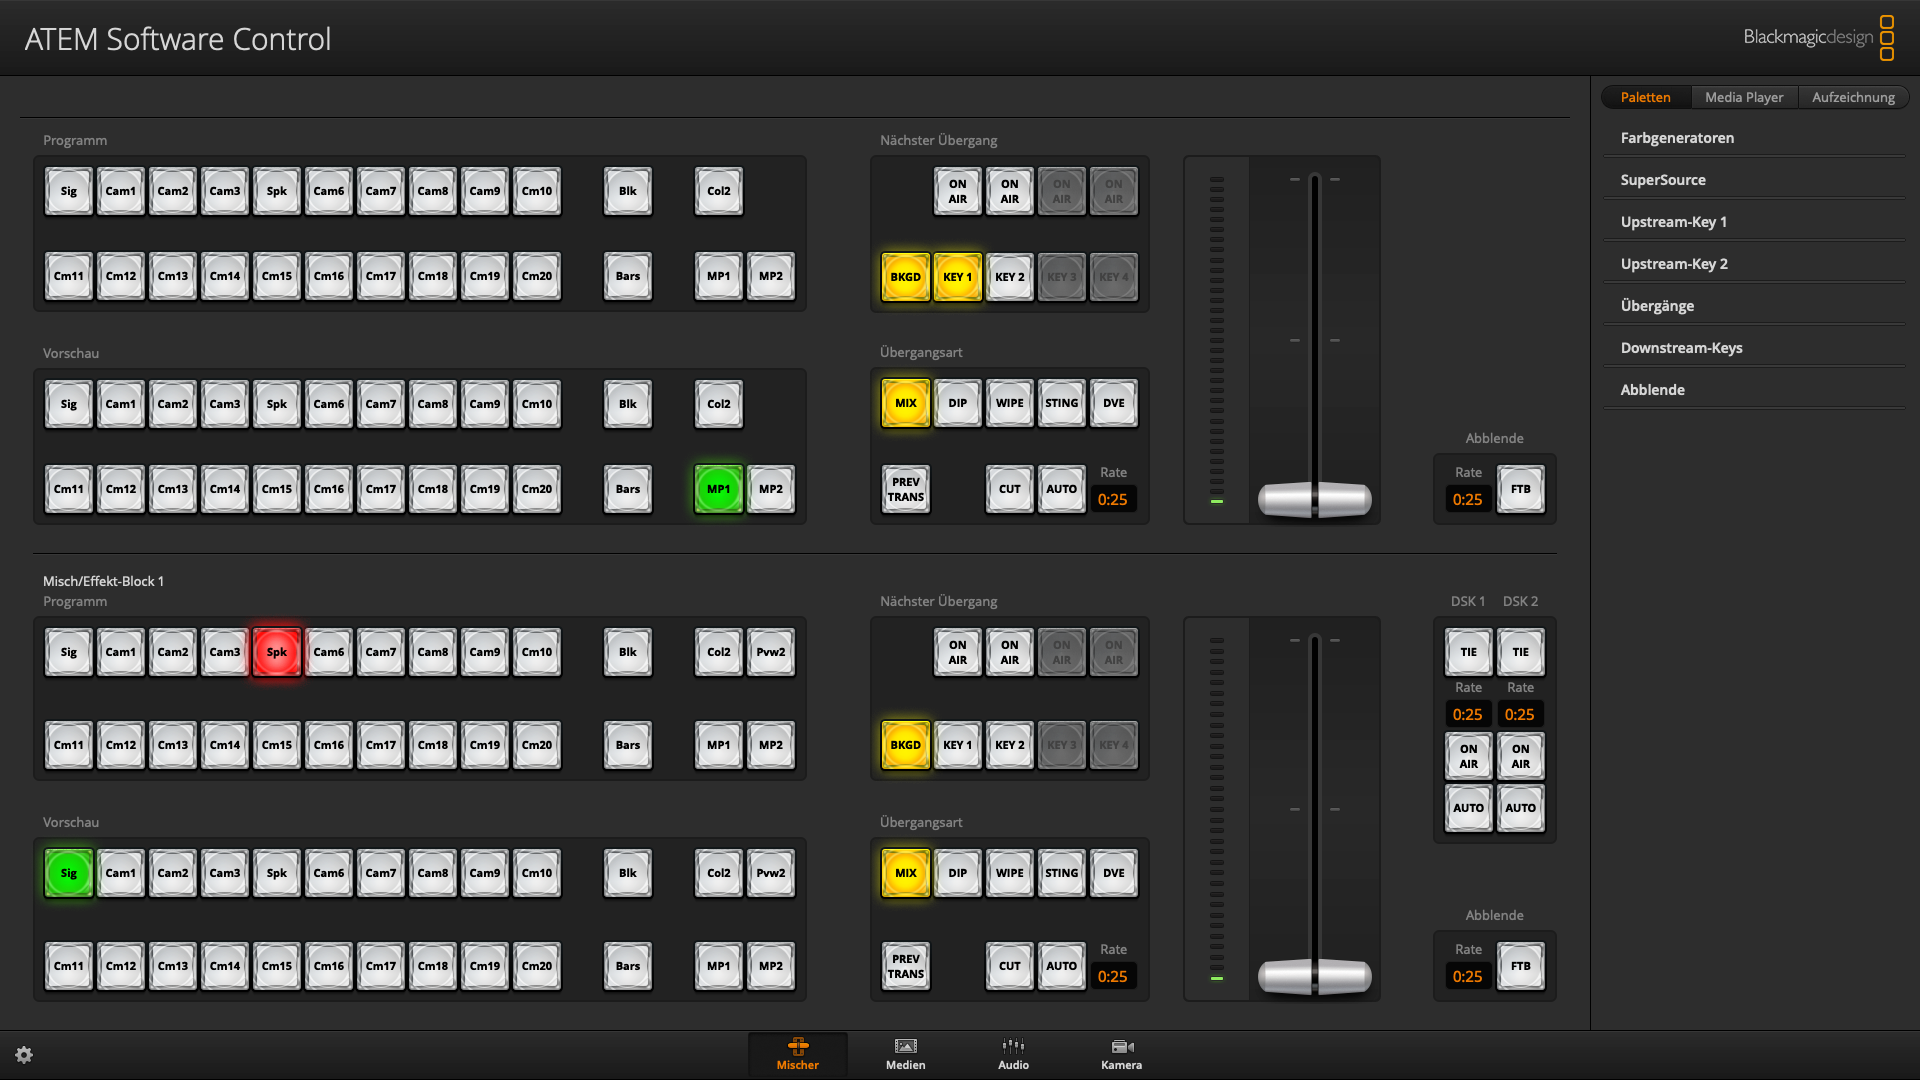 ATEM Software Control
Blackmagicdesign
Paletten Media Player Aufzeichnung
Farbgeneratoren
SuperSource
Upstream-Key 1
Upstream-Key 2
Übergänge
Downstream-Keys
Abblende
Programm
Sig Cam1 Cam2 Cam3 Spk Cam6 Cam7 Cam8 Cam9 Cm10 Blk Col2
Cm11 Cm12 Cm13 Cm14 Cm15 Cm16 Cm17 Cm18 Cm19 Cm20 Bars MP1 MP2
Nächster Übergang
ON AIR ON AIR ON AIR ON AIR
BKGD KEY 1 KEY 2 KEY 3 KEY 4
Vorschau
Sig Cam1 Cam2 Cam3 Spk Cam6 Cam7 Cam8 Cam9 Cm10 Blk Col2
Cm11 Cm12 Cm13 Cm14 Cm15 Cm16 Cm17 Cm18 Cm19 Cm20 Bars MP1 MP2
Übergangsart
MIX DIP WIPE STING DVE
PREV TRANS CUT AUTO Rate 0:25
Abblende
Rate 0:25 FTB
Misch/Effekt-Block 1
Programm
Sig Cam1 Cam2 Cam3 Spk Cam6 Cam7 Cam8 Cam9 Cm10 Blk Col2 Pvw2
Cm11 Cm12 Cm13 Cm14 Cm15 Cm16 Cm17 Cm18 Cm19 Cm20 Bars MP1 MP2
Nächster Übergang
ON AIR ON AIR ON AIR ON AIR
BKGD KEY 1 KEY 2 KEY 3 KEY 4
DSK 1 DSK 2
TIE TIE
Rate Rate
0:25 0:25
ON AIR ON AIR
AUTO AUTO
Vorschau
Sig Cam1 Cam2 Cam3 Spk Cam6 Cam7 Cam8 Cam9 Cm10 Blk Col2 Pvw2
Cm11 Cm12 Cm13 Cm14 Cm15 Cm16 Cm17 Cm18 Cm19 Cm20 Bars MP1 MP2
Übergangsart
MIX DIP WIPE STING DVE
PREV TRANS CUT AUTO Rate 0:25
Abblende
Rate 0:25 FTB
Mischer Medien Audio Kamera